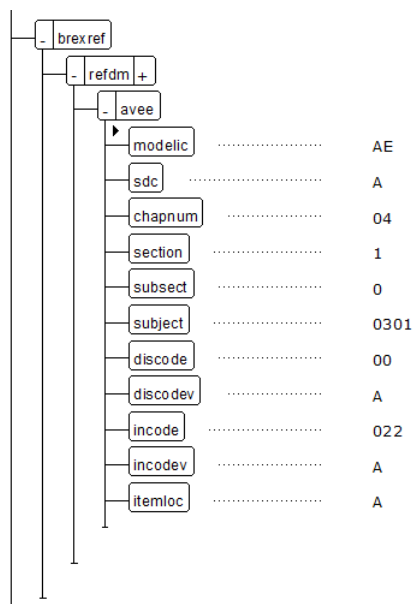 - brexref
- refdm +
- avee
modelic AE
sdc A
chapnum 04
section 1
subsect 0
subject 0301
discode 00
discodev A
incode 022
incodev A
itemloc A